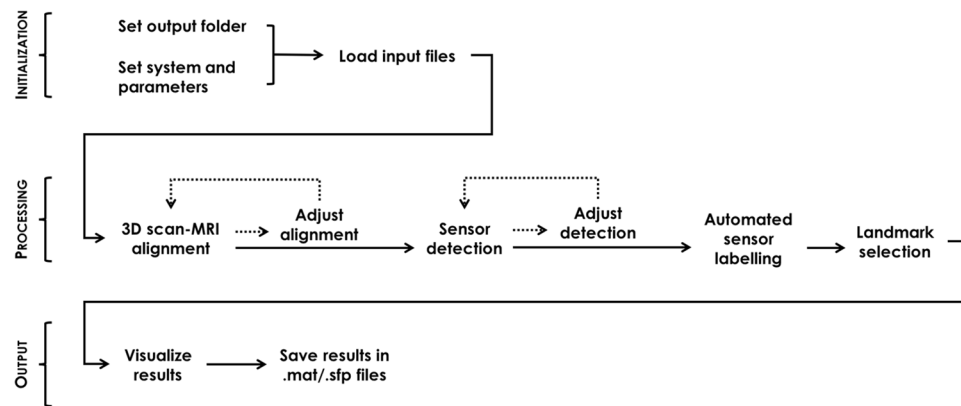 INITIALIZATION
Set output folder
Set system and
parameters
Load input files
PROCESSING
3D scan-MRI
alignment
Adjust
alignment
Sensor
detection
Adjust
detection
Automated
sensor
labelling
Landmark
selection
OUTPUT
Visualize
results
Save results in
.mat/.sfp files